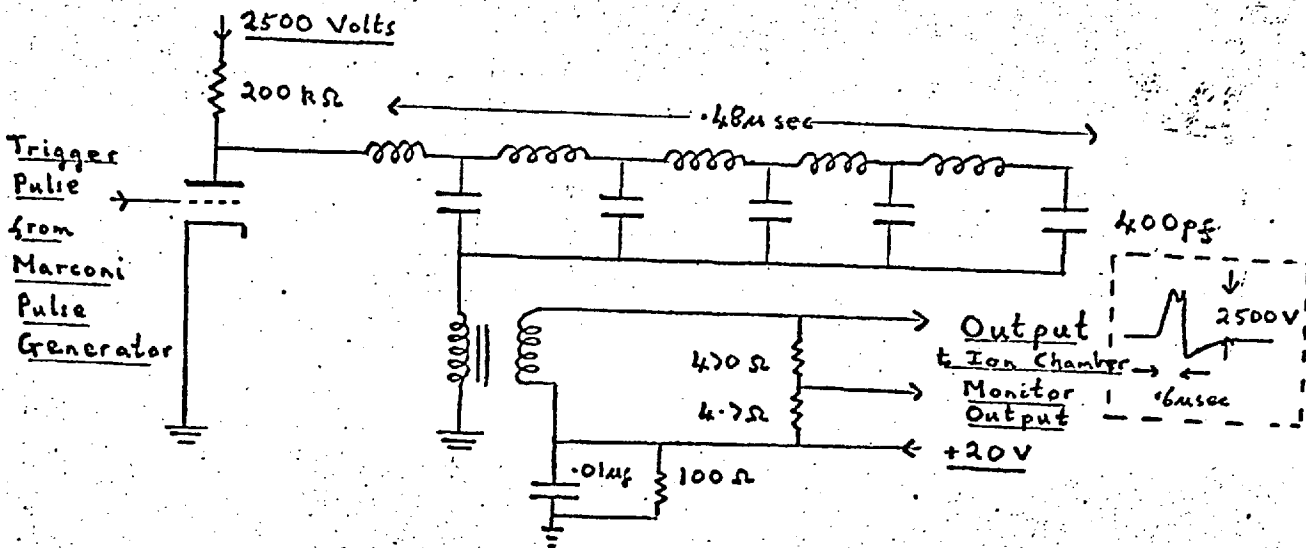 2500 Volts
200 kΩ
.48μ sec
Trigger
Pulse
from
Marconi
Pulse
Generator
400pf
2500V
.6μsec
Output
to Ion Chamber
Monitor
Output
470 Ω
4.7Ω
+20V
.01μf
100 Ω